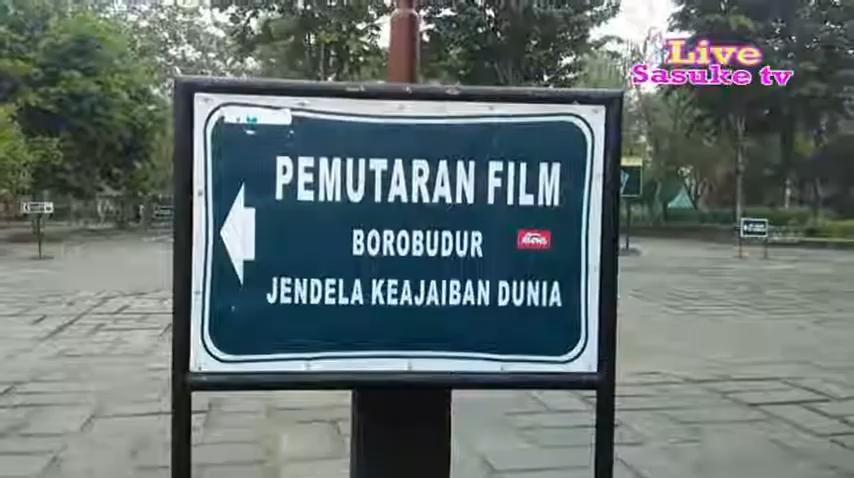 Live
Sasuke tv
PEMUTARAN FILM
BOROBUDUR
JENDELA KEAJAIBAN DUNIA